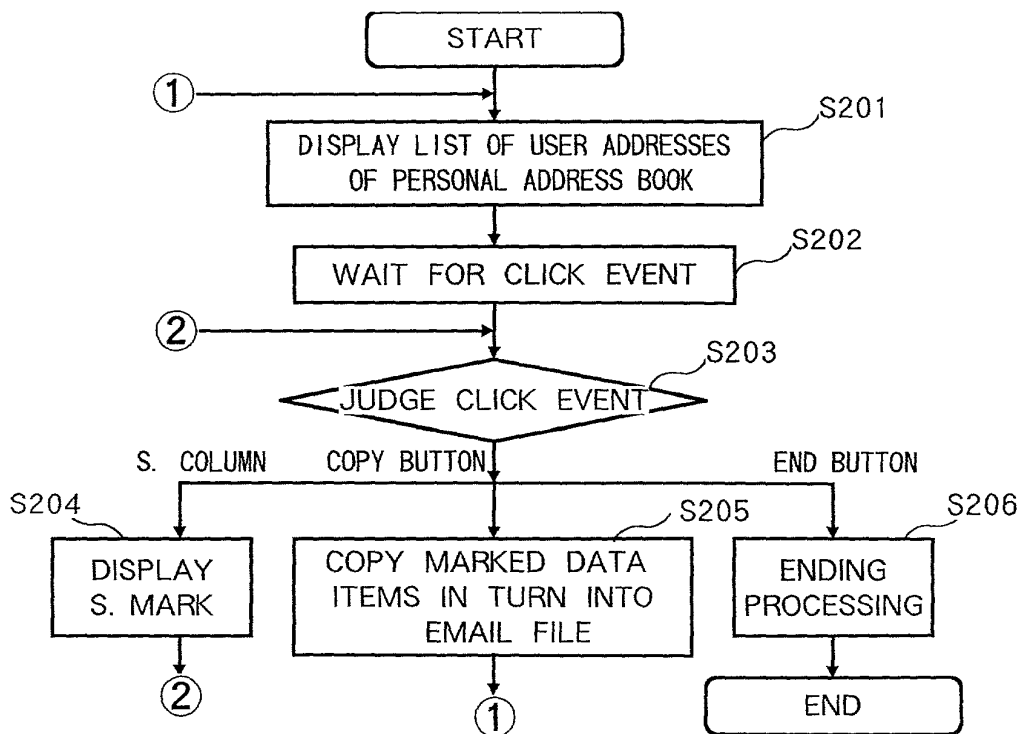 START
①
S201
DISPLAY LIST OF USER ADDRESSES
OF PERSONAL ADDRESS BOOK
S202
WAIT FOR CLICK EVENT
②
S203
JUDGE CLICK EVENT
S. COLUMN
COPY BUTTON
END BUTTON
S204
S205
S206
DISPLAY
S. MARK
COPY MARKED DATA
ITEMS IN TURN INTO
EMAIL FILE
ENDING
PROCESSING
②
①
END